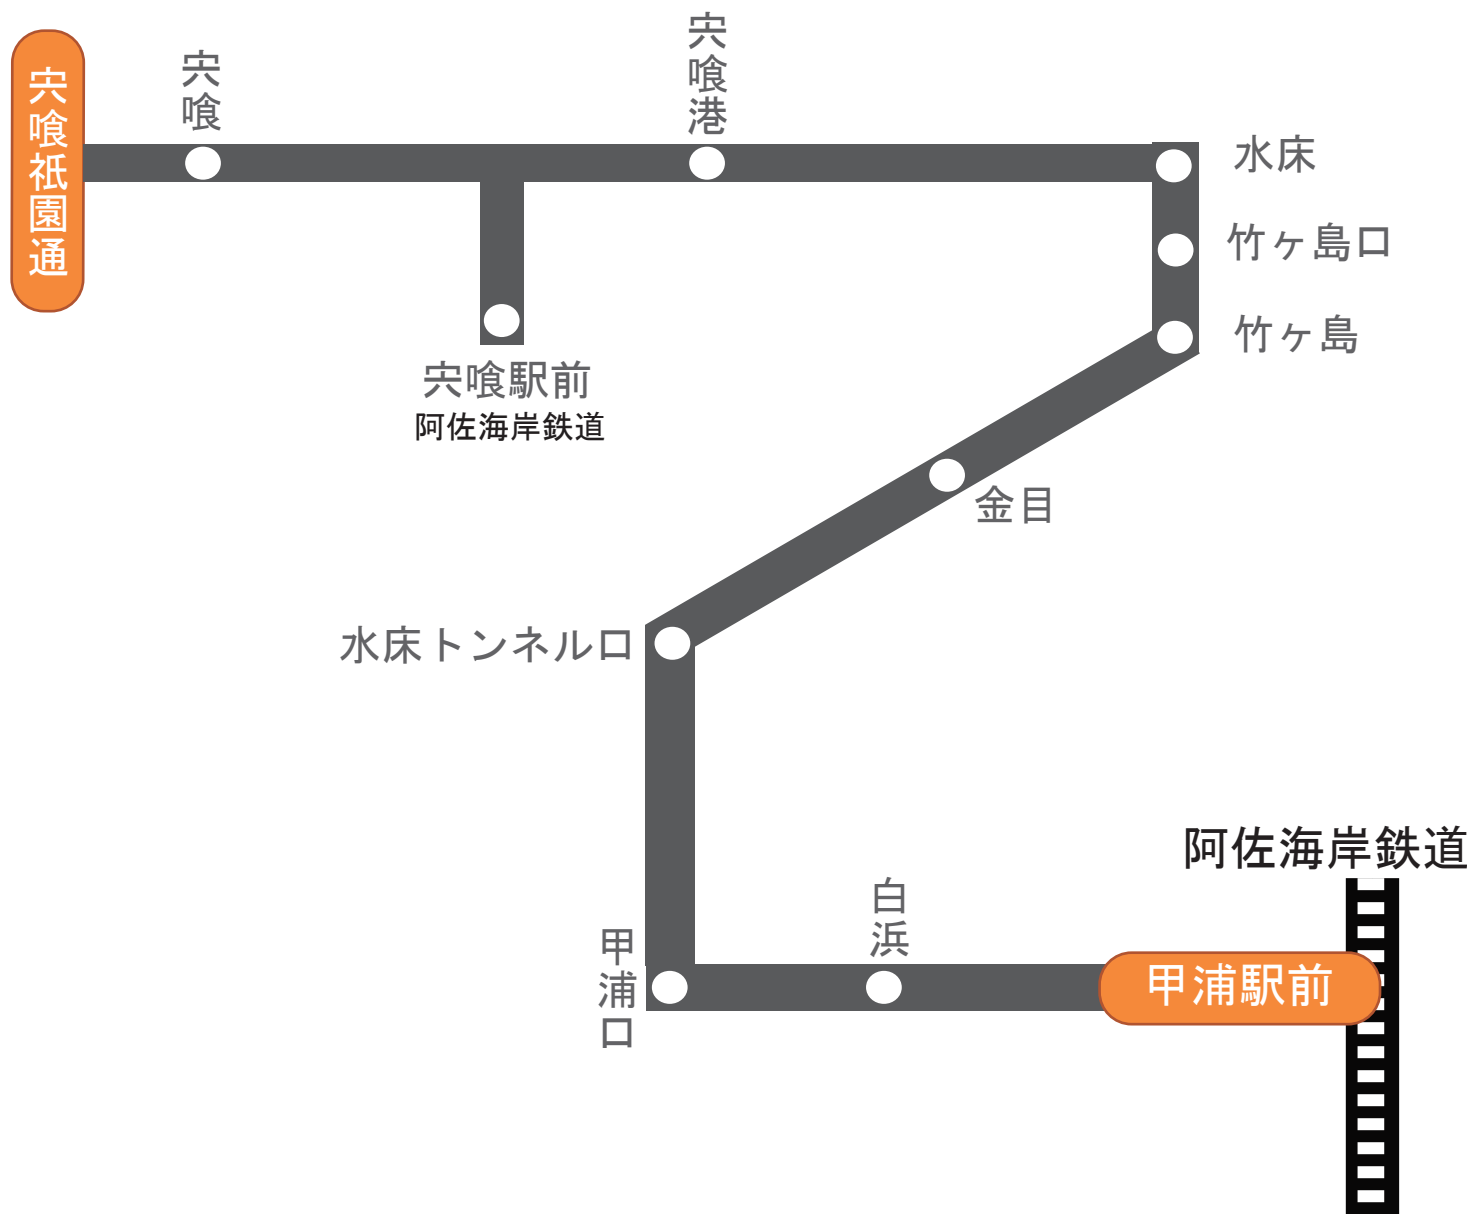 宍喰祇園通
宍喰
宍喰港
水床
竹ヶ島口
竹ヶ島
宍喰駅前
阿佐海岸鉄道
金目
水床トンネル口
甲浦口
白浜
阿佐海岸鉄道
甲浦駅前